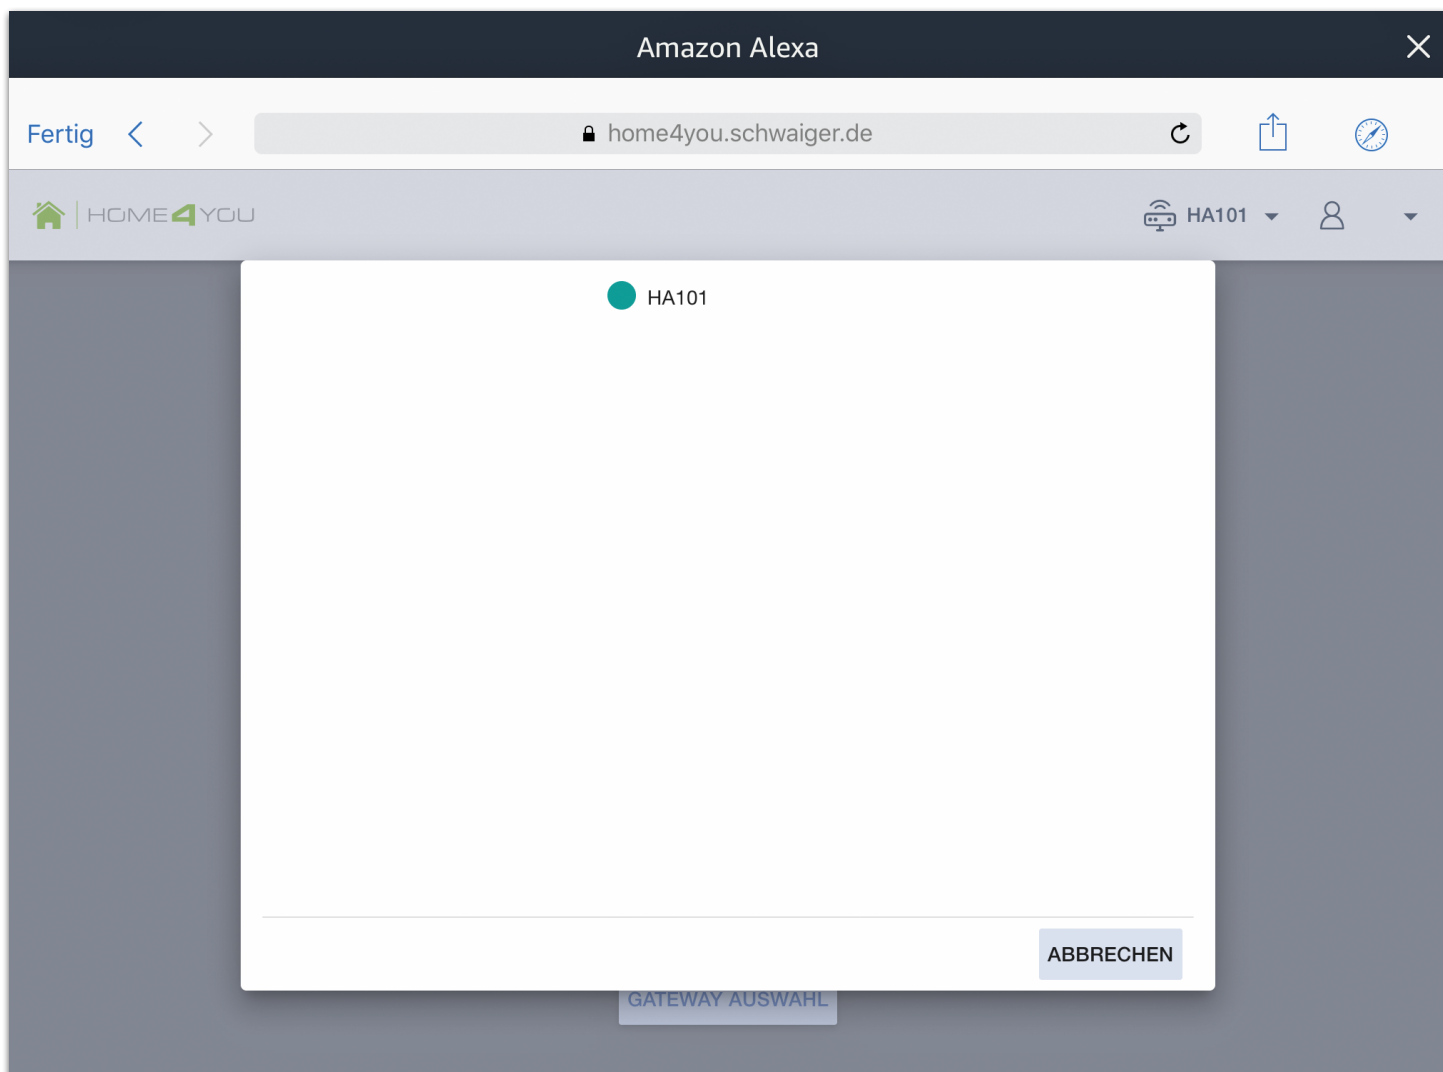 Amazon Alexa
Fertig
home4you.schwaiger.de
HOME4YOU
HA101
HA101
ABBRECHEN
GATEWAY AUSWAHL